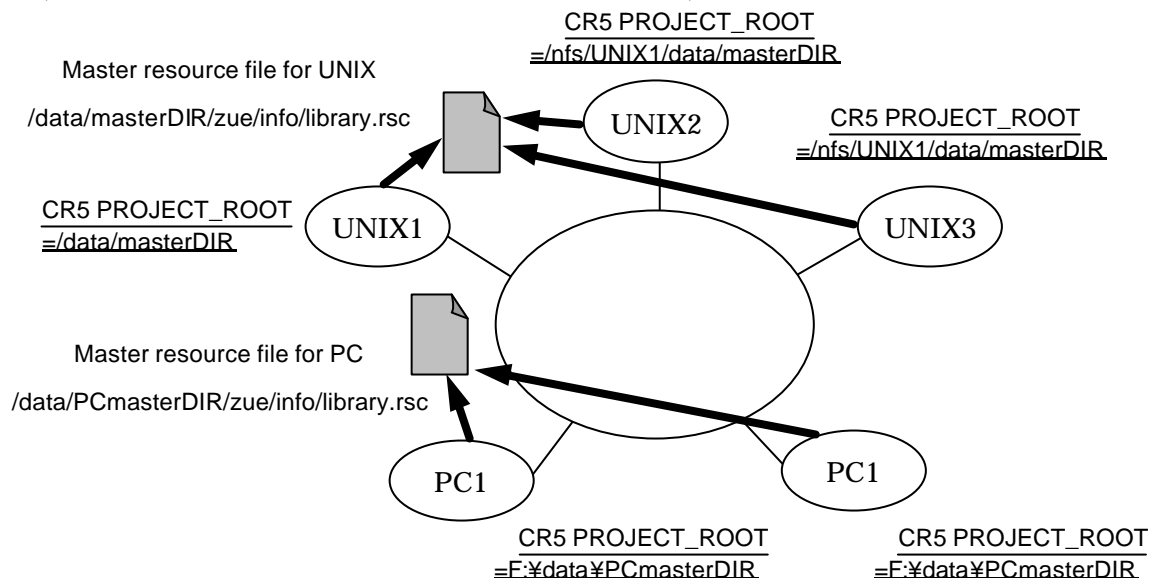 CR5 PROJECT_ROOT
=/nfs/UNIX1/data/masterDIR
Master resource file for UNIX
/data/masterDIR/zue/info/library.rsc
UNIX2
CR5 PROJECT_ROOT
=/nfs/UNIX1/data/masterDIR
CR5 PROJECT_ROOT
=/data/masterDIR
UNIX1
UNIX3
Master resource file for PC
/data/PCmasterDIR/zue/info/library.rsc
PC1
PC1
CR5 PROJECT_ROOT
=F:¥data¥PCmasterDIR
CR5 PROJECT_ROOT
=F:¥data¥PCmasterDIR